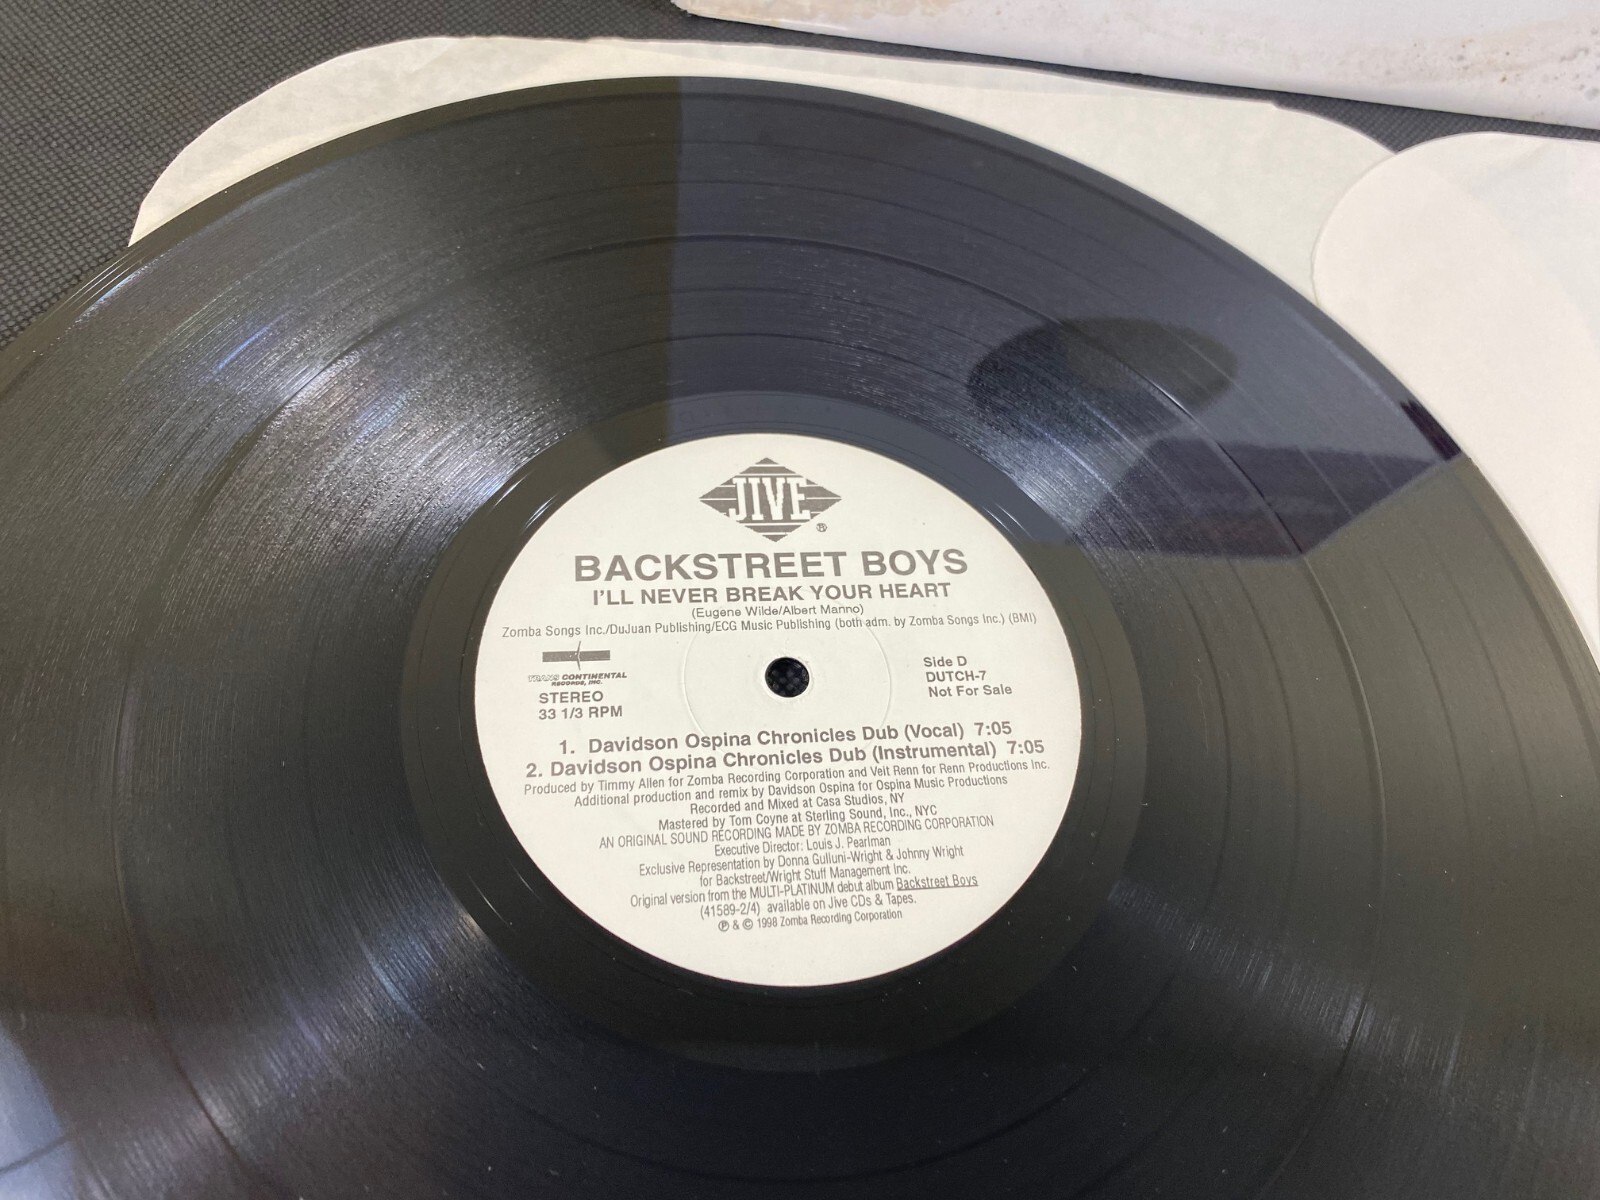 JIVE ®
BACKSTREET BOYS
I'LL NEVER BREAK YOUR HEART
(Eugene Wilde/Albert Manno)
Zomba Songs Inc./DuJuan Publishing/ECG Music Publishing (both adm. by Zomba Songs Inc.) (BMI)
TRANS CONTINENTAL
RECORDS, INC.
STEREO
33 1/3 RPM
Side D
DUTCH-7
Not For Sale
1. Davidson Ospina Chronicles Dub (Vocal) 7:05
2. Davidson Ospina Chronicles Dub (Instrumental) 7:05
Produced by Timmy Allen for Zomba Recording Corporation and Veit Renn for Renn Productions Inc.
Additional production and remix by Davidson Ospina for Ospina Music Productions
Recorded and Mixed at Casa Studios, NY
Mastered by Tom Coyne at Sterling Sound, Inc., NYC
AN ORIGINAL SOUND RECORDING MADE BY ZOMBA RECORDING CORPORATION
Executive Director: Louis J. Pearlman
Exclusive Representation by Donna Gulluni-Wright & Johnny Wright
for Backstreet/Wright Stuff Management Inc.
Original version from the MULTI-PLATINUM debut album Backstreet Boys
(41589-2/4) available on Jive CDs & Tapes.
℗ & © 1998 Zomba Recording Corporation